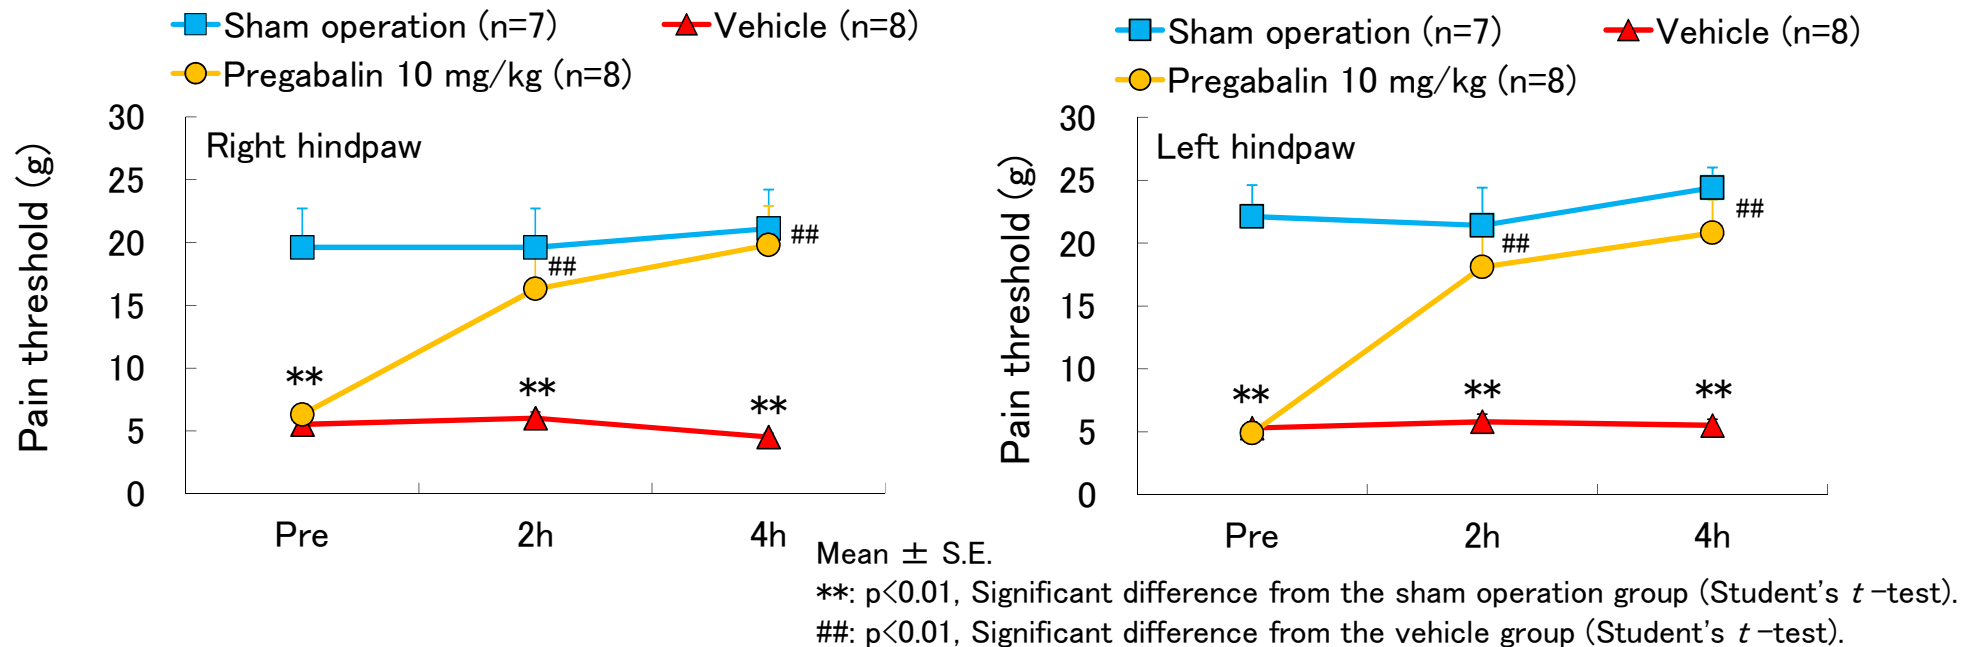 Sham operation (n=7) Vehicle (n=8)
Pregabalin 10 mg/kg (n=8)
Pain threshold (g)
30
25
20
15
10
5
0
Right hindpaw
##
##
**
**
**
Pre 2h 4h
Sham operation (n=7) Vehicle (n=8)
Pregabalin 10 mg/kg (n=8)
Pain threshold (g)
30
25
20
15
10
5
0
Left hindpaw
##
##
**
**
**
Pre 2h 4h
Mean ± S.E.
**: p<0.01, Significant difference from the sham operation group (Student's t-test).
##: p<0.01, Significant difference from the vehicle group (Student's t-test).